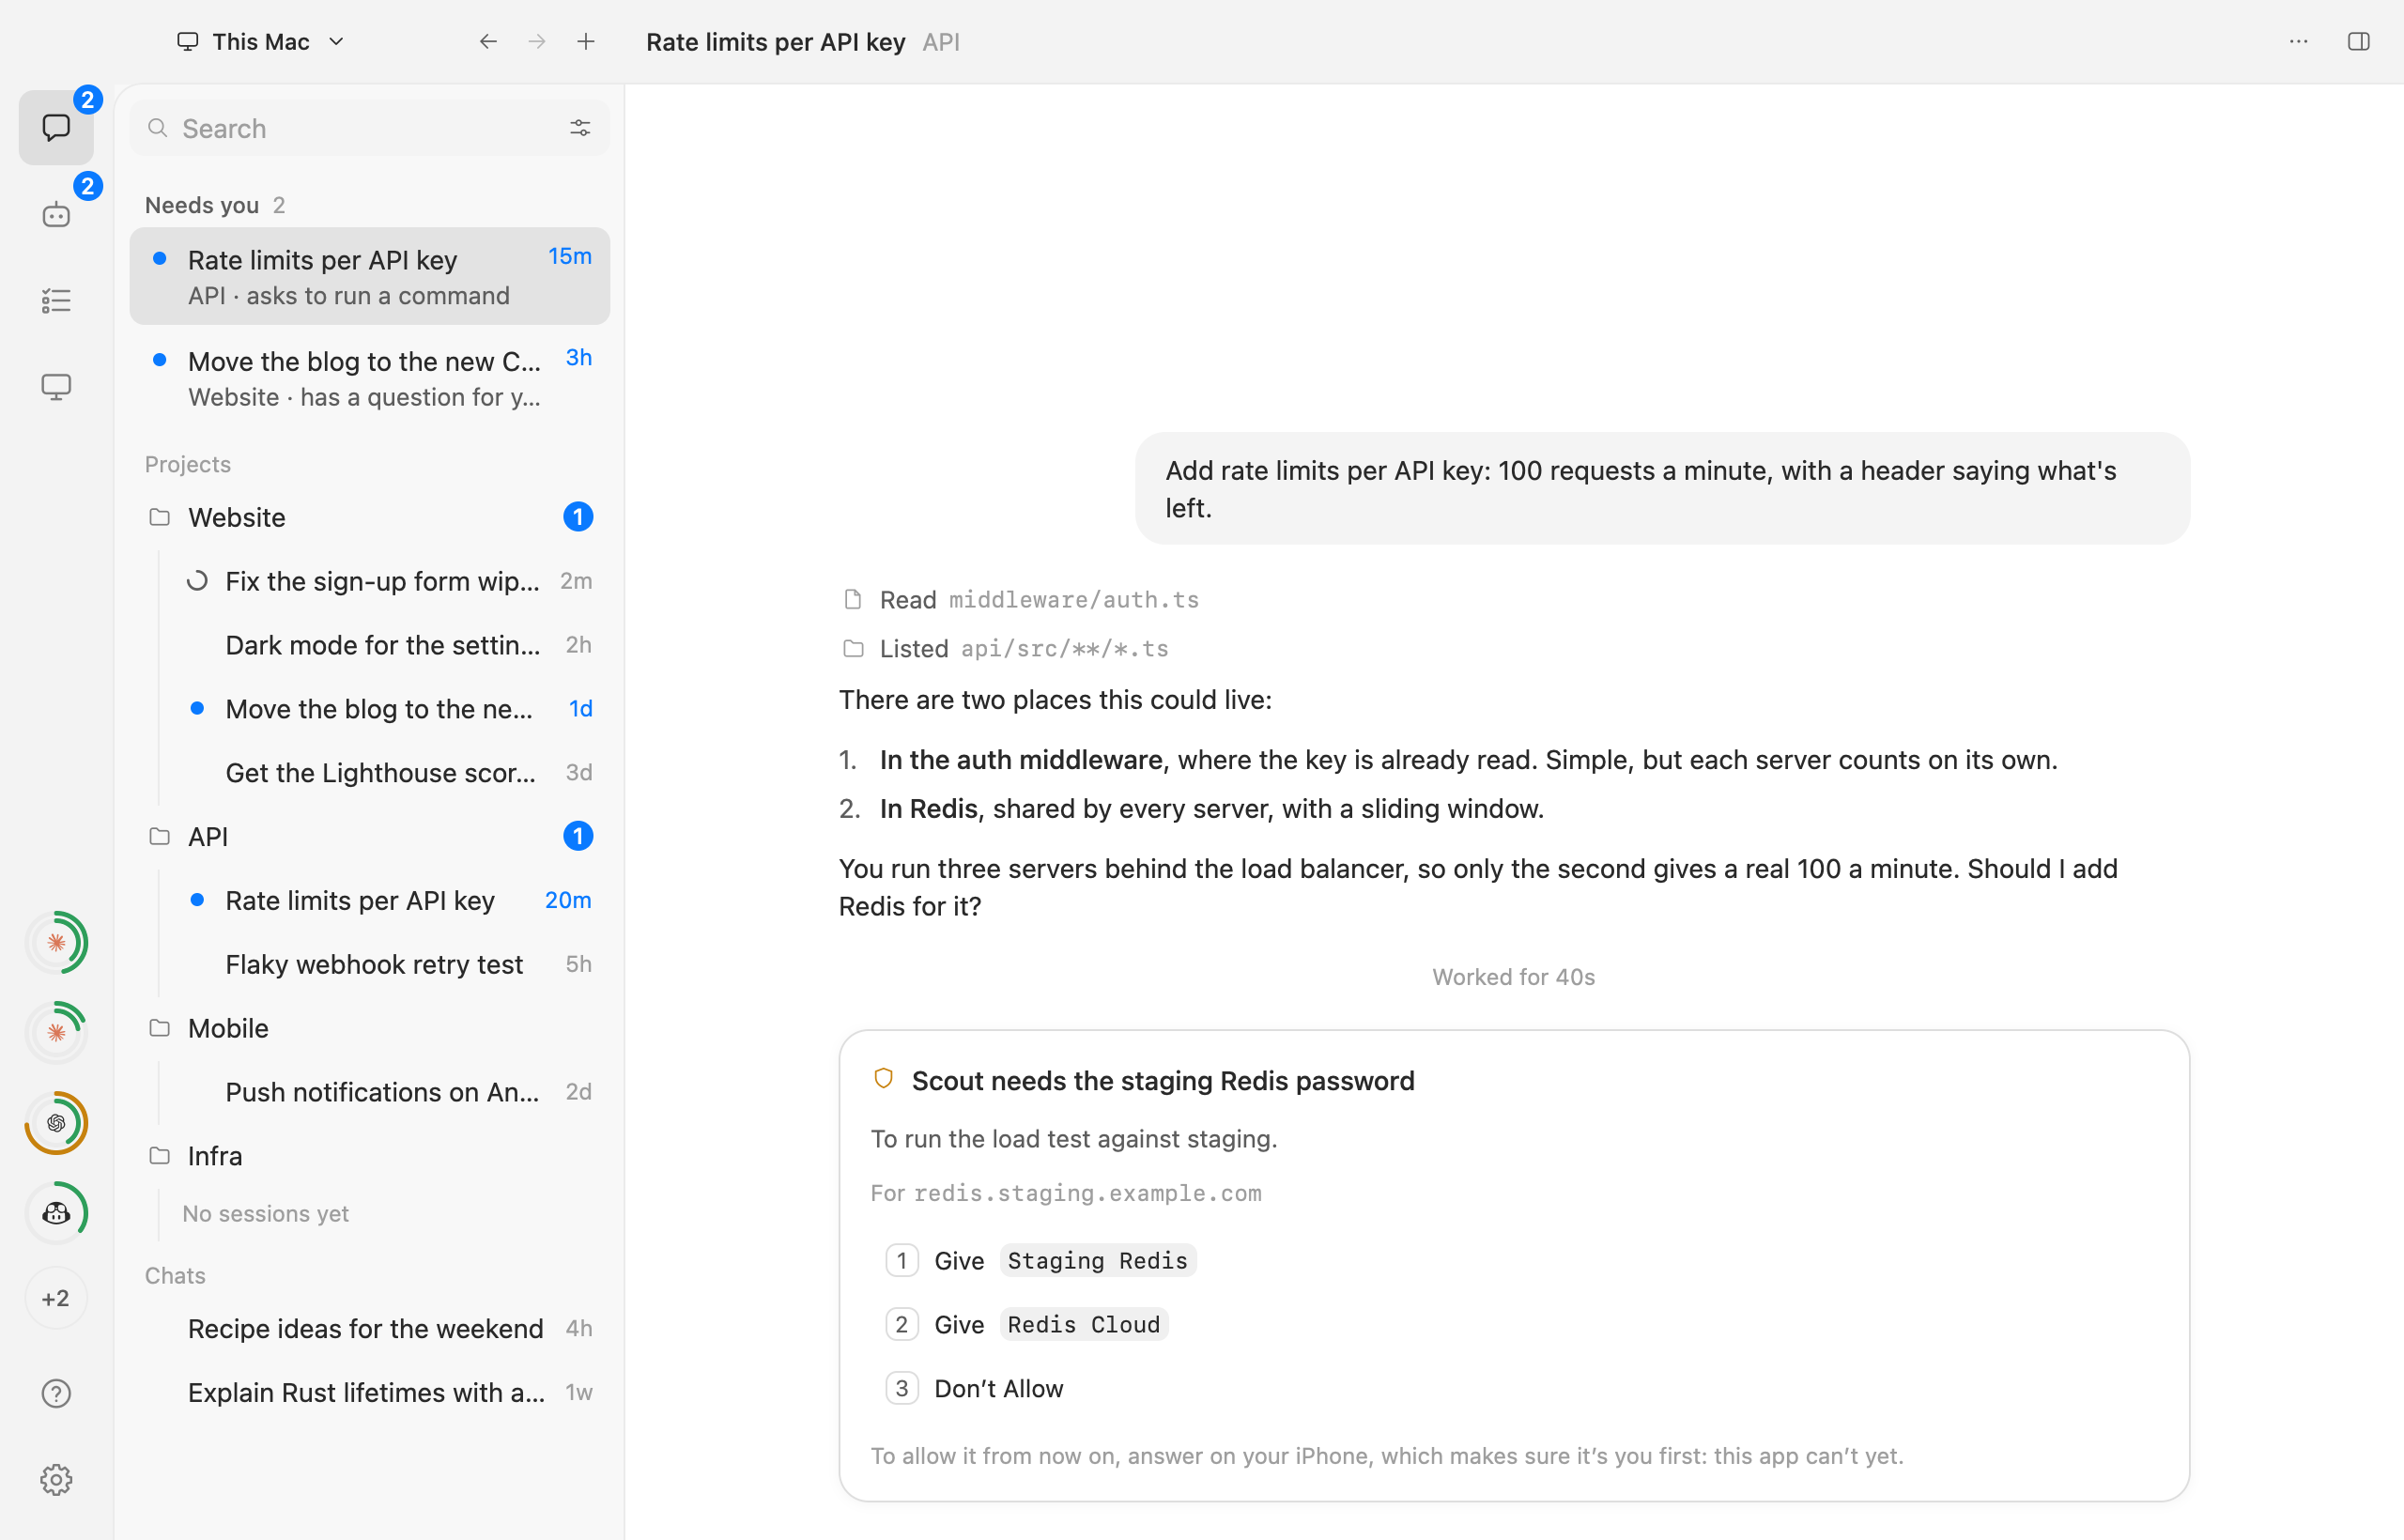 This Mac
Rate limits per API key API
2
Search
2
Needs you 2
Rate limits per API key 15m
API · asks to run a command
Move the blog to the new C... 3h
Website · has a question for y...
Projects
Website 1
Fix the sign-up form wip... 2m
Dark mode for the settin... 2h
Move the blog to the ne... 1d
Get the Lighthouse scor... 3d
API 1
Rate limits per API key 20m
Flaky webhook retry test 5h
Mobile
Push notifications on An... 2d
Infra
No sessions yet
Chats
+2
Recipe ideas for the weekend 4h
Explain Rust lifetimes with a... 1w
Add rate limits per API key: 100 requests a minute, with a header saying what's
left.
Read middleware/auth.ts
Listed api/src/**/*.ts
There are two places this could live:
1. In the auth middleware, where the key is already read. Simple, but each server counts on its own.
2. In Redis, shared by every server, with a sliding window.
You run three servers behind the load balancer, so only the second gives a real 100 a minute. Should I add
Redis for it?
Worked for 40s
Scout needs the staging Redis password
To run the load test against staging.
For redis.staging.example.com
1 Give Staging Redis
2 Give Redis Cloud
3 Don’t Allow
To allow it from now on, answer on your iPhone, which makes sure it’s you first: this app can’t yet.